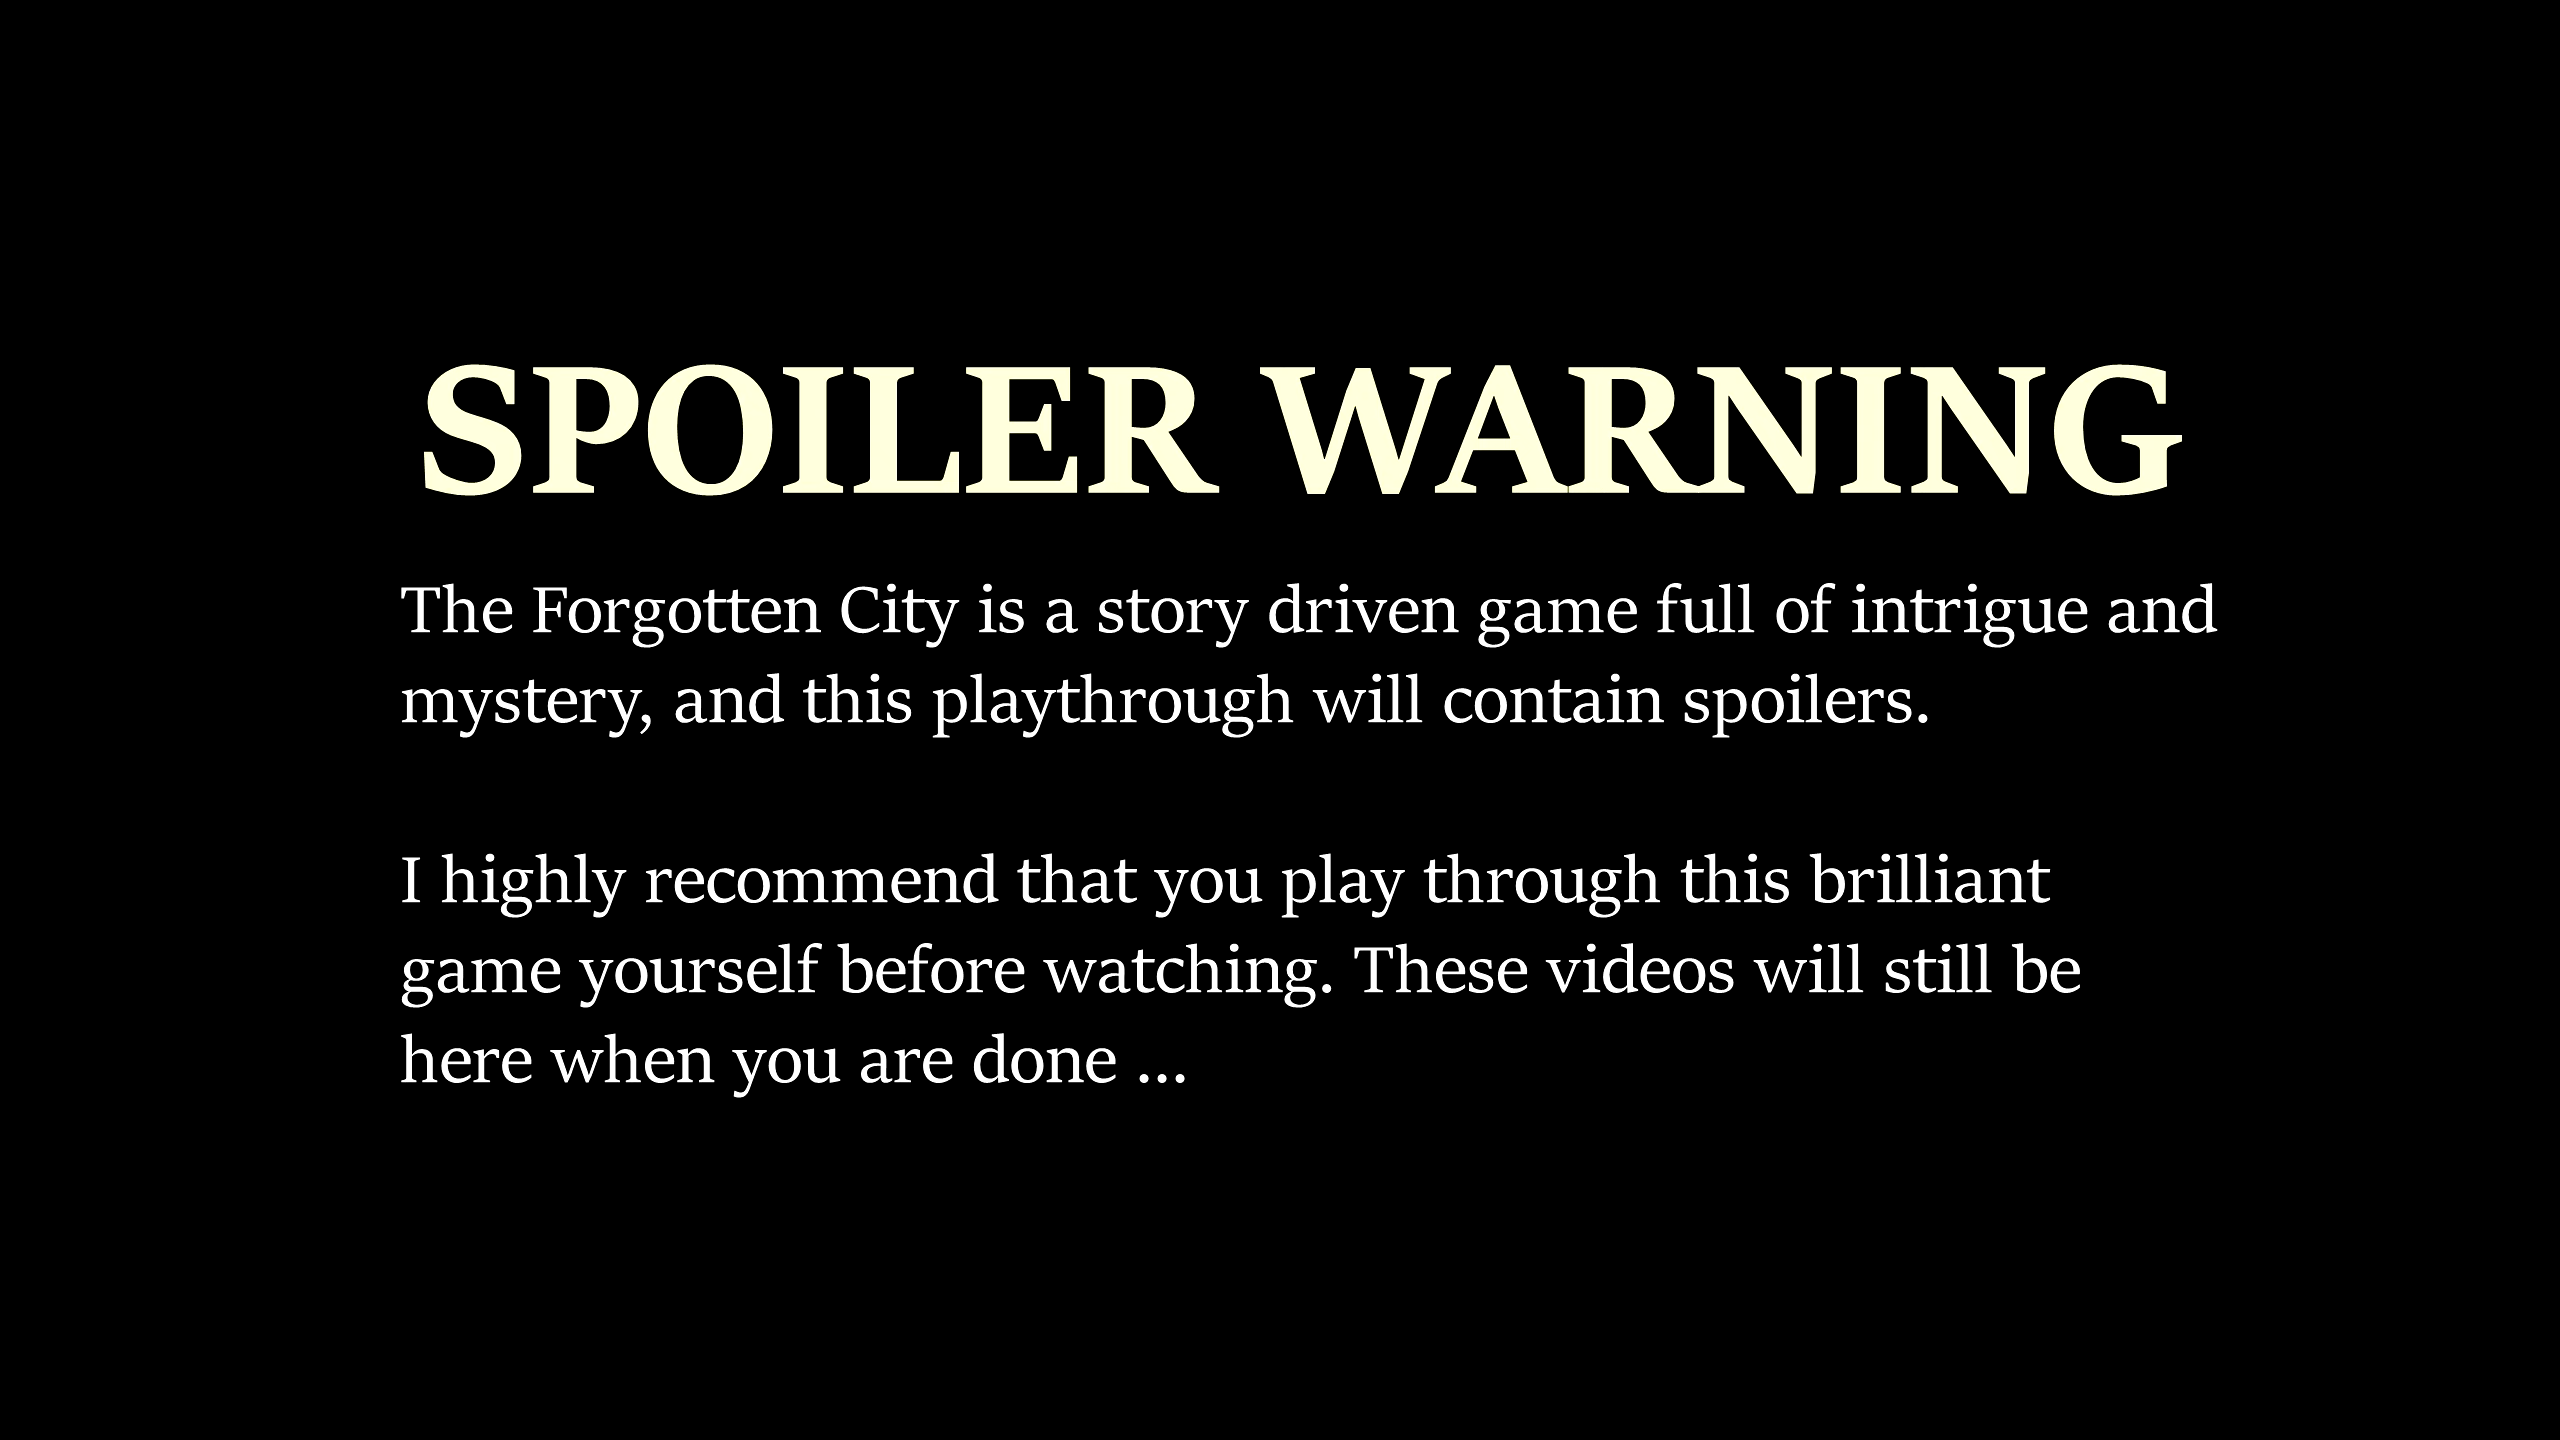 SPOILER WARNING
The Forgotten City is a story driven game full of intrigue and
mystery, and this playthrough will contain spoilers.
I highly recommend that you play through this brilliant
game yourself before watching. These videos will still be
here when you are done ...